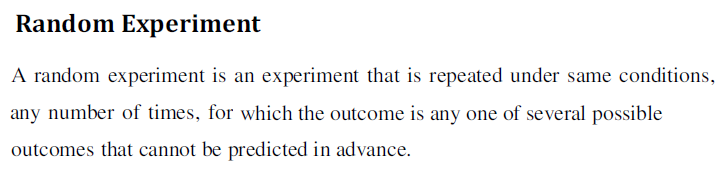 Random Experiment
A random experiment is an experiment that is repeated under same conditions,
any number of times, for which the outcome is any one of several possible
outcomes that cannot be predicted in advance.